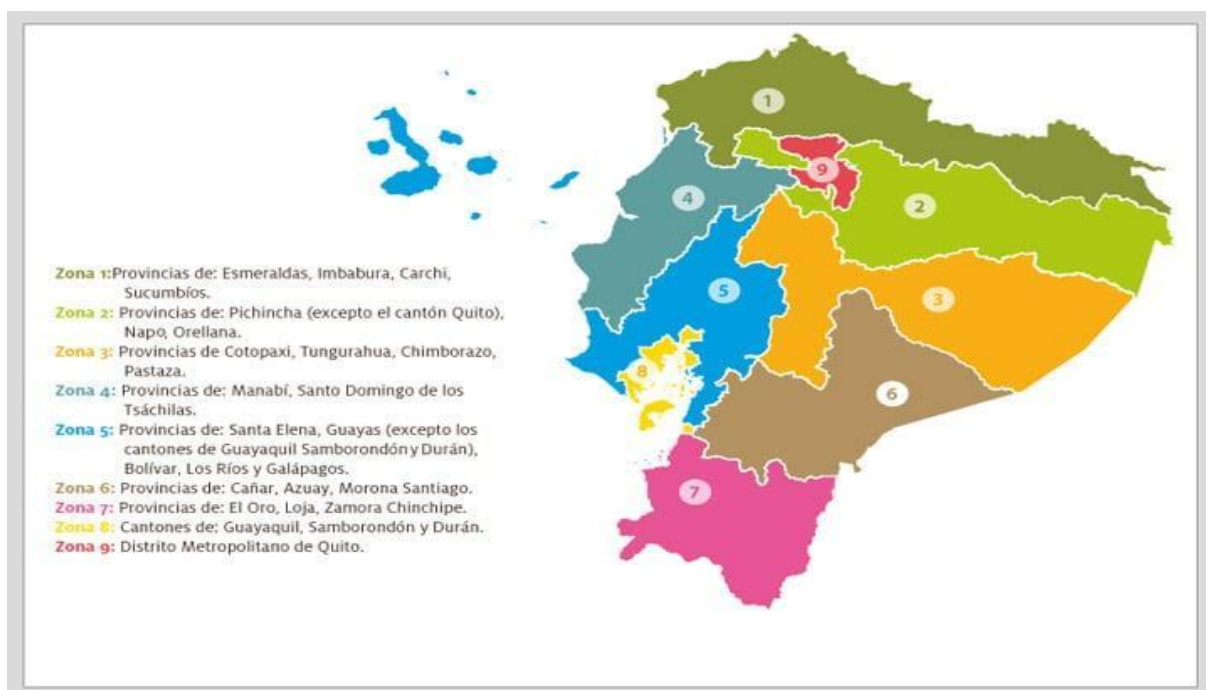 1
9
2
4
5
3
8
6
7
Zona 1:Provincias de: Esmeraldas, Imbabura, Carchi,
Sucumbíos.
Zona 2: Provincias de: Pichincha (excepto el cantón Quito),
Napo, Orellana.
Zona 3: Provincias de Cotopaxi, Tungurahua, Chimborazo,
Pastaza.
Zona 4: Provincias de: Manabí, Santo Domingo de los
Tsáchilas.
Zona 5: Provincias de: Santa Elena, Guayas (excepto los
cantones de Guayaquil Samborondón y Durán),
Bolívar, Los Ríos y Galápagos.
Zona 6: Provincias de: Cañar, Azuay, Morona Santiago.
Zona 7: Provincias de: El Oro, Loja, Zamora Chinchipe.
Zona 8: Cantones de: Guayaquil, Samborondón y Durán.
Zona 9: Distrito Metropolitano de Quito.